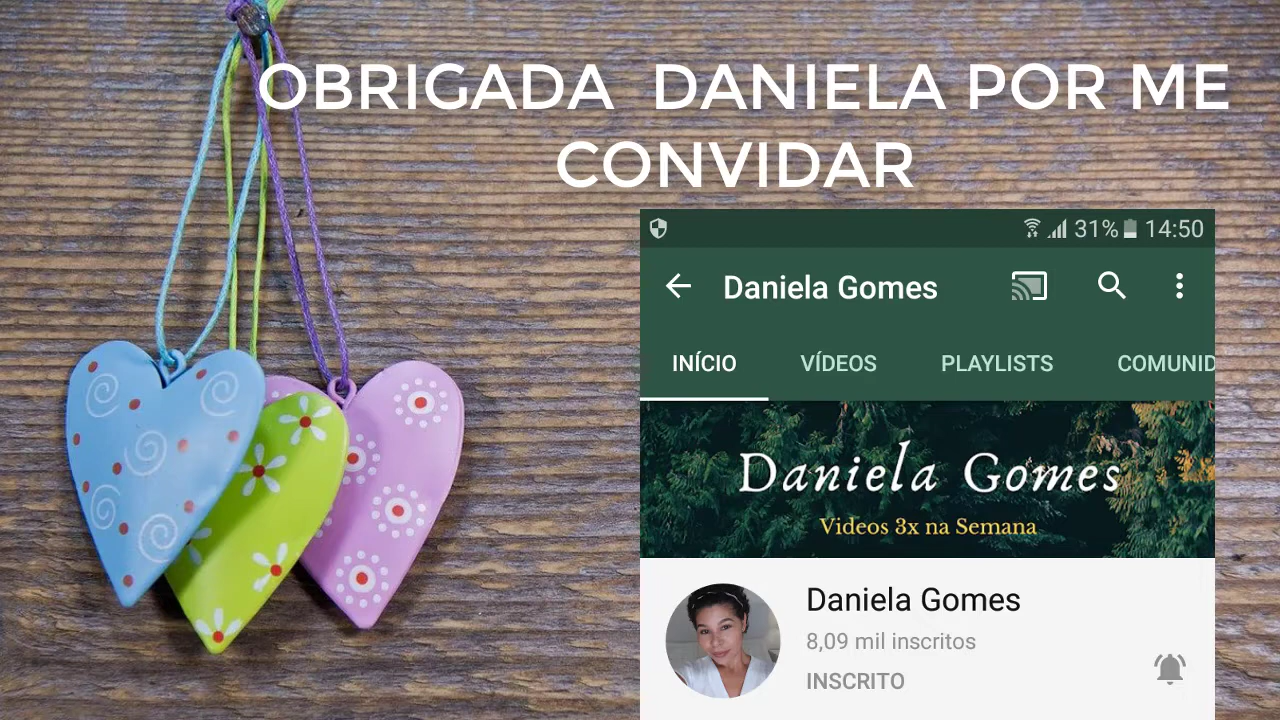 OBRIGADA DANIELA POR ME
CONVIDAR
31% 14:50
Daniela Gomes
INÍCIO VÍDEOS PLAYLISTS COMUNID
Daniela Gomes
Videos 3x na Semana
Daniela Gomes
8,09 mil inscritos
INSCRITO